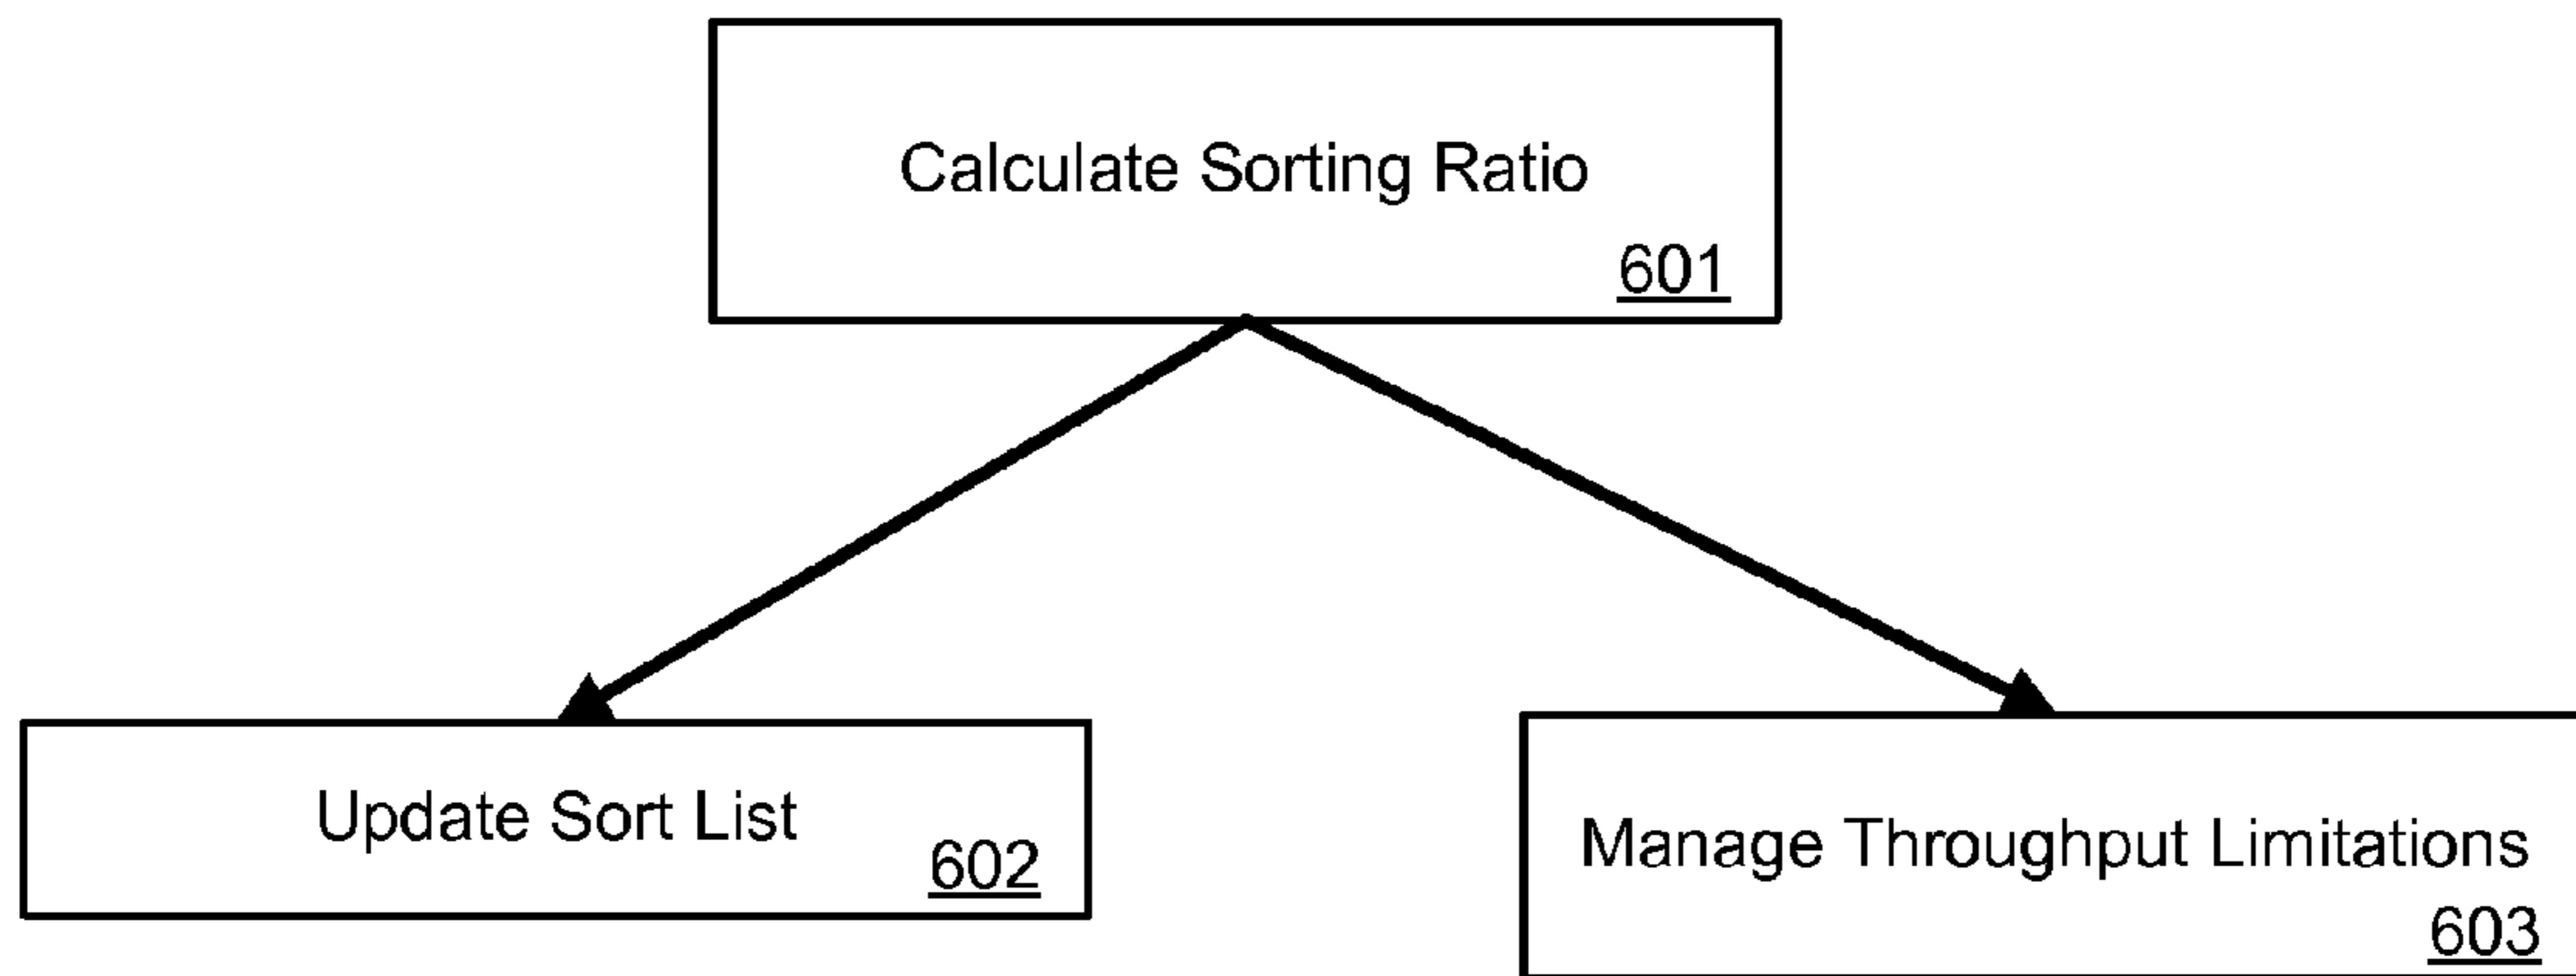 Calculate Sorting Ratio
601
Update Sort List
602
Manage Throughput Limitations
603